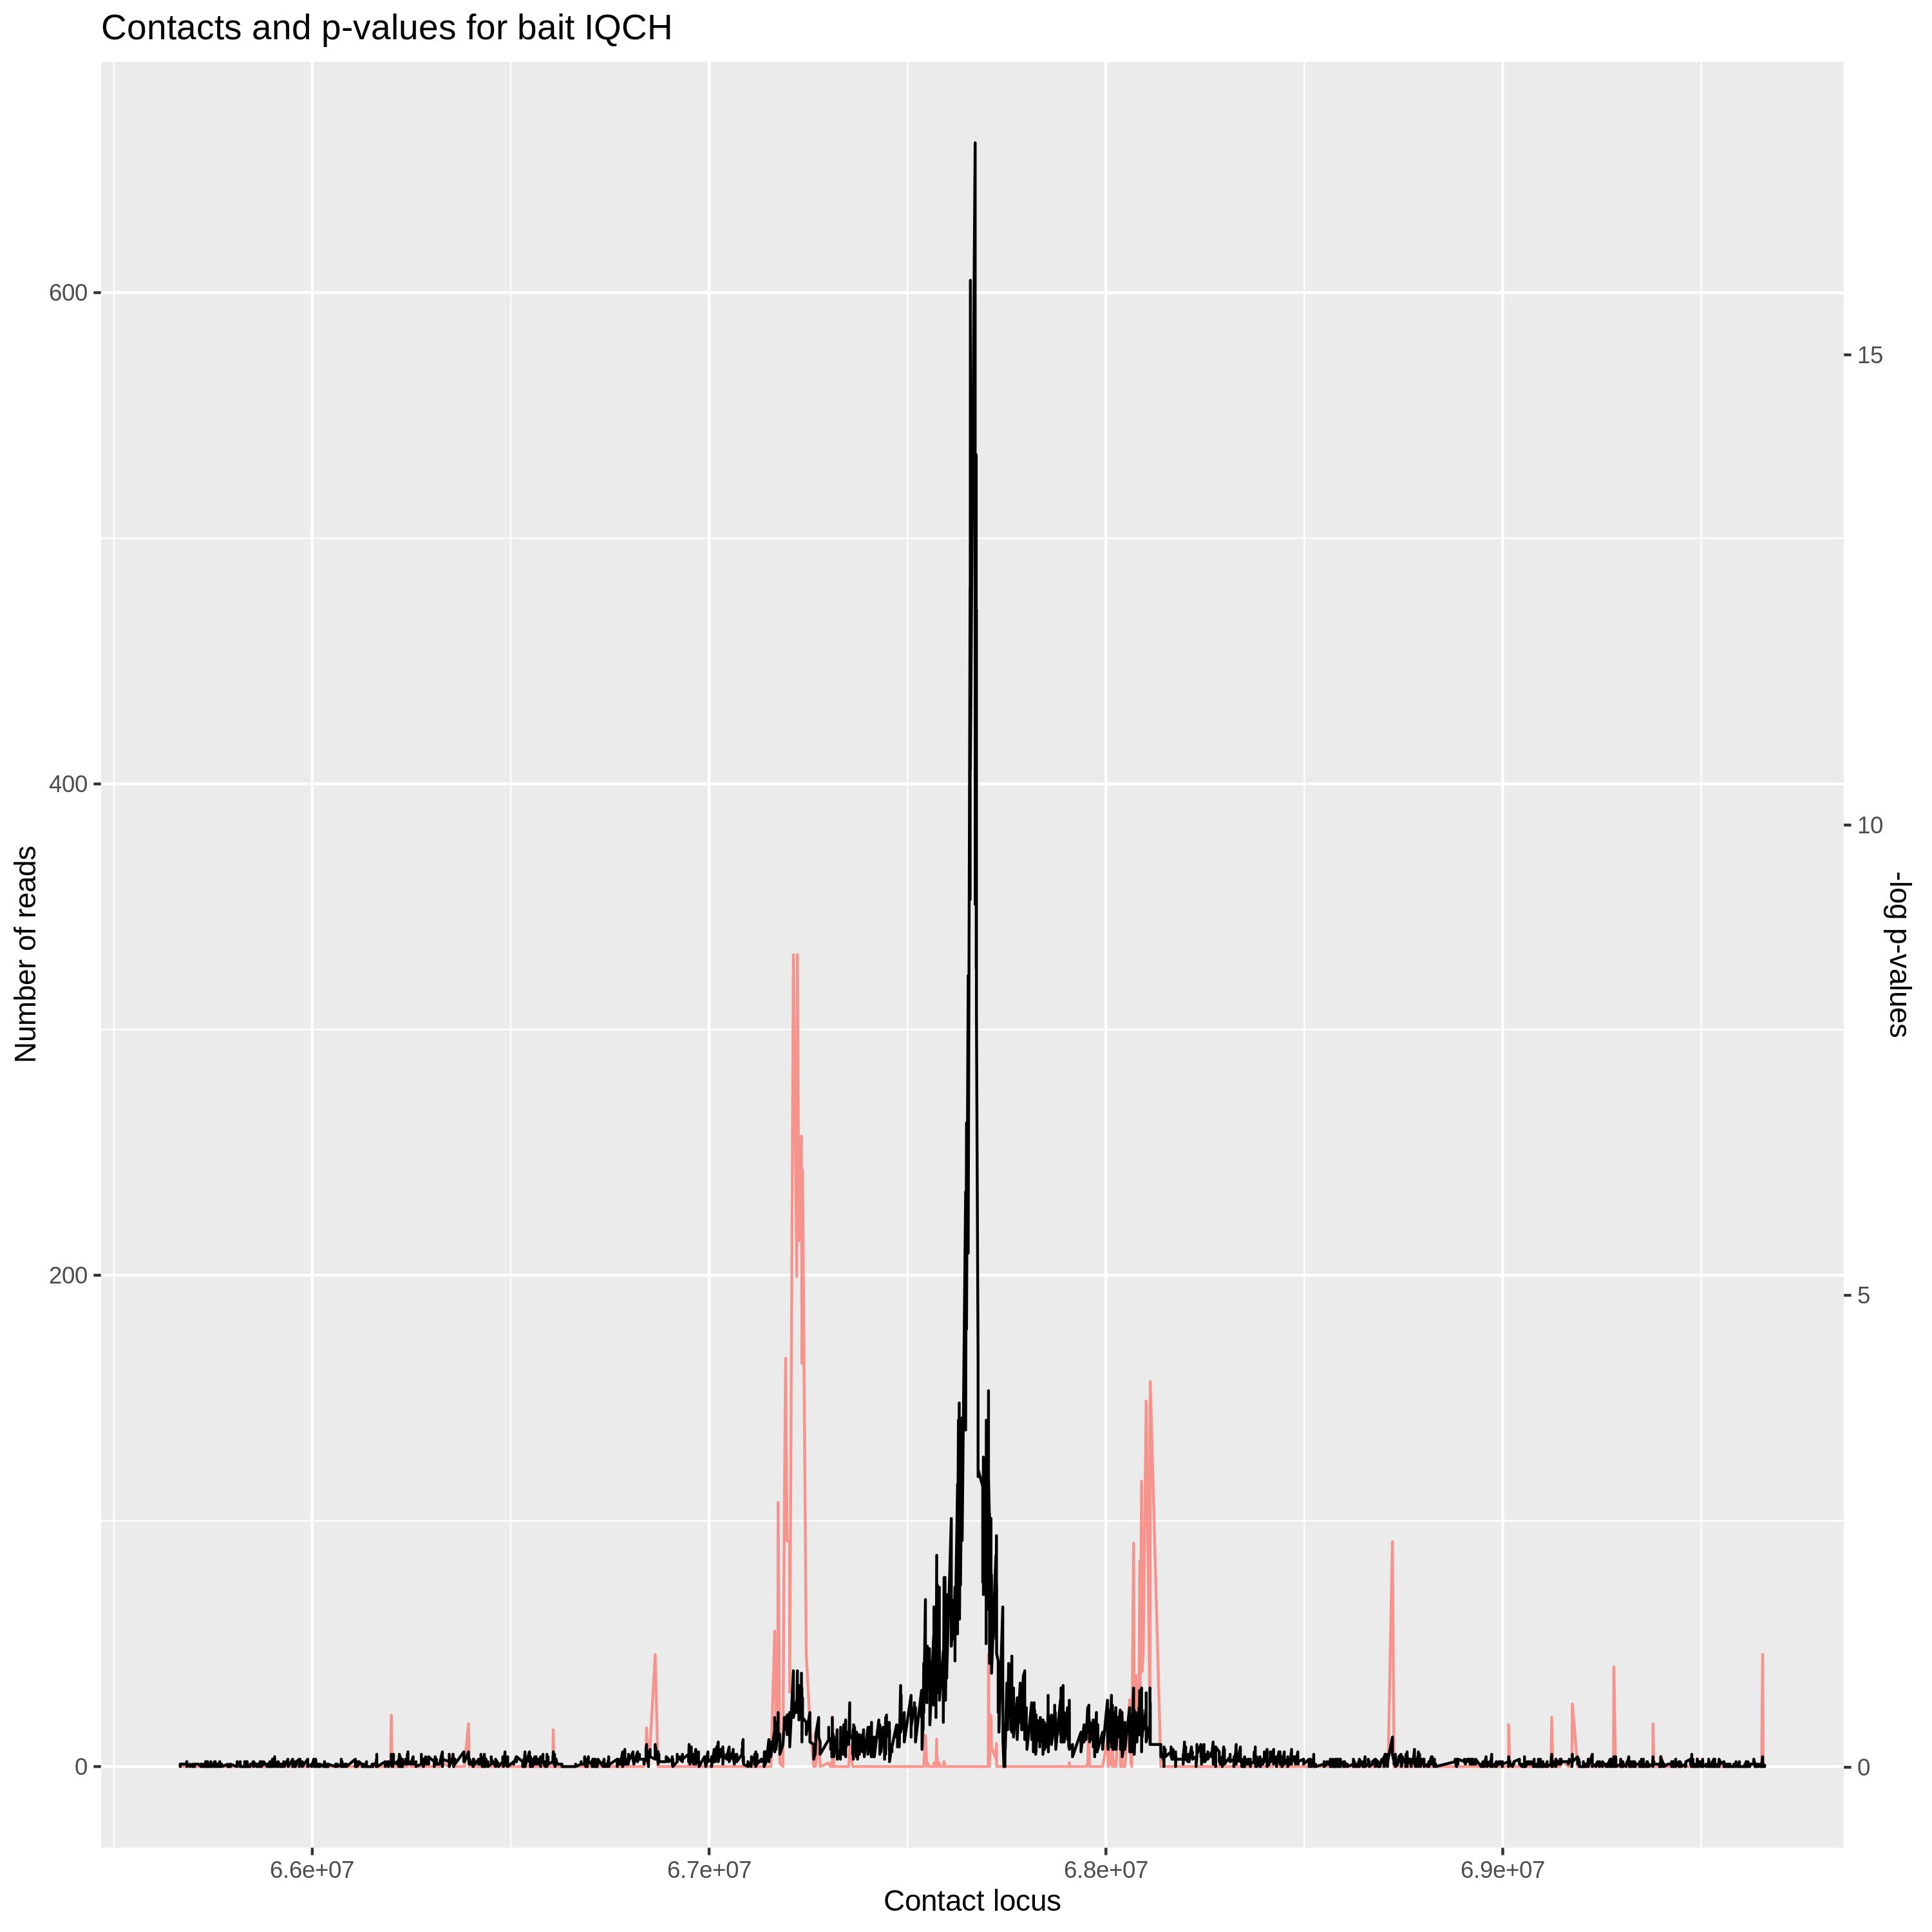 Contacts and p-values for bait IQCH
600
400
200
0
Number of reads
15
10
5
0
-log p-values
6.6e+07 6.7e+07 6.8e+07 6.9e+07
Contact locus